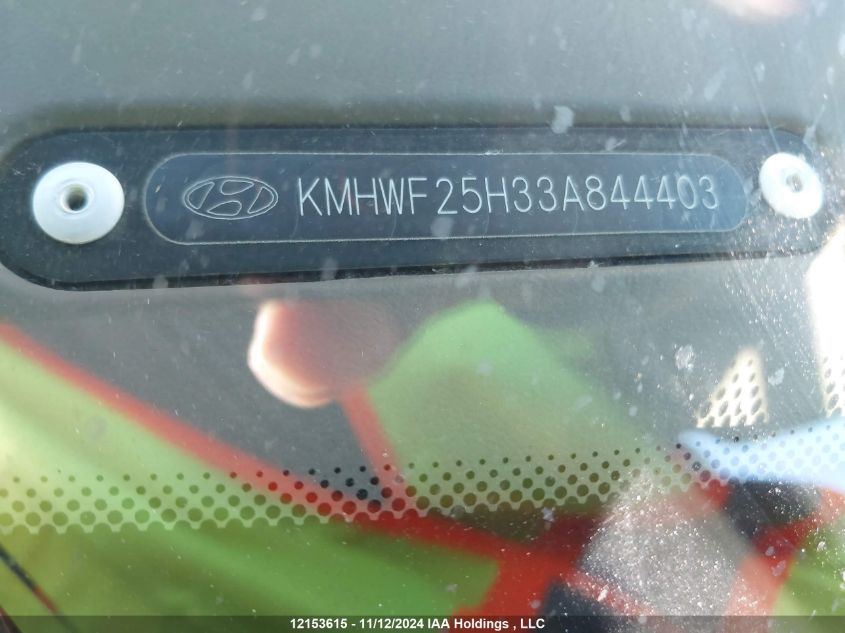 KMHWF25H33A844403
12153615 - 11/12/2024 IAA Holdings , LLC